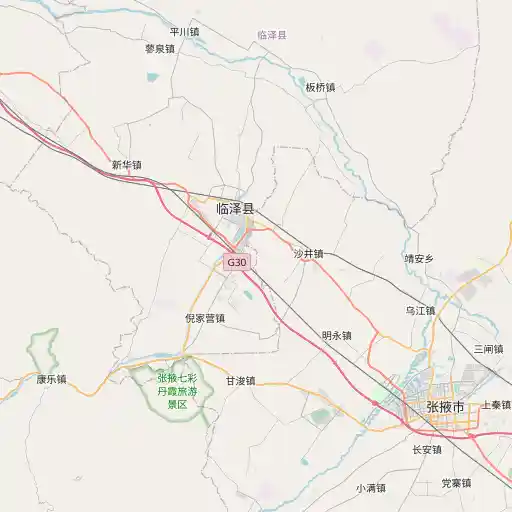 平川镇
临泽县
蓼泉镇
板桥镇
新华镇
临泽县
沙井镇
靖安乡
G30
乌江镇
倪家营镇
明永镇
三闸镇
康乐镇
张掖七彩
丹霞旅游
景区
甘浚镇
张掖市
上秦镇
长安镇
党寨镇
小满镇